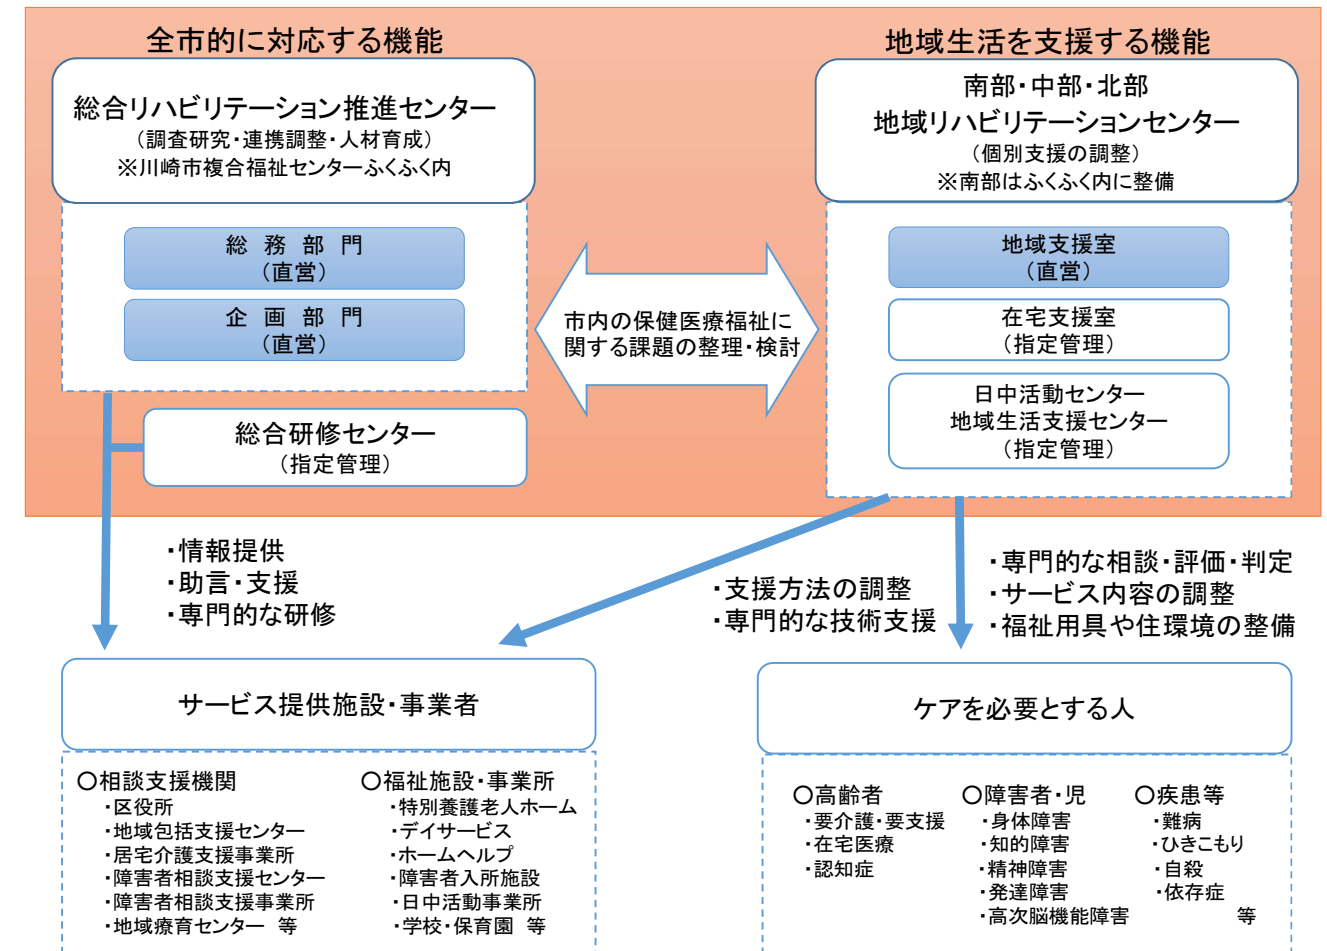 全市的に対応する機能
総合リハビリテーション推進センター
(調査研究・連携調整・人材育成)
※川崎市複合福祉センターふくふく内
総 務 部 門
(直営)
企 画 部 門
(直営)
総合研修センター
(指定管理)
市内の保健医療福祉に
関する課題の整理・検討
地域生活を支援する機能
南部・中部・北部
地域リハビリテーションセンター
(個別支援の調整)
※南部はふくふく内に整備
地域支援室
(直営)
在宅支援室
(指定管理)
日中活動センター
地域生活支援センター
(指定管理)
・情報提供
・助言・支援
・専門的な研修
・支援方法の調整
・専門的な技術支援
・専門的な相談・評価・判定
・サービス内容の調整
・福祉用具や住環境の整備
サービス提供施設・事業者
〇相談支援機関
・区役所
・地域包括支援センター
・居宅介護支援事業所
・障害者相談支援センター
・障害者相談支援事業所
・地域療育センター 等
〇福祉施設・事業所
・特別養護老人ホーム
・デイサービス
・ホームヘルプ
・障害者入所施設
・日中活動事業所
・学校・保育園 等
ケアを必要とする人
〇高齢者
・要介護・要支援
・在宅医療
・認知症
〇障害者・児
・身体障害
・知的障害
・精神障害
・発達障害
・高次脳機能障害
〇疾患等
・難病
・ひきこもり
・自殺
・依存症
等